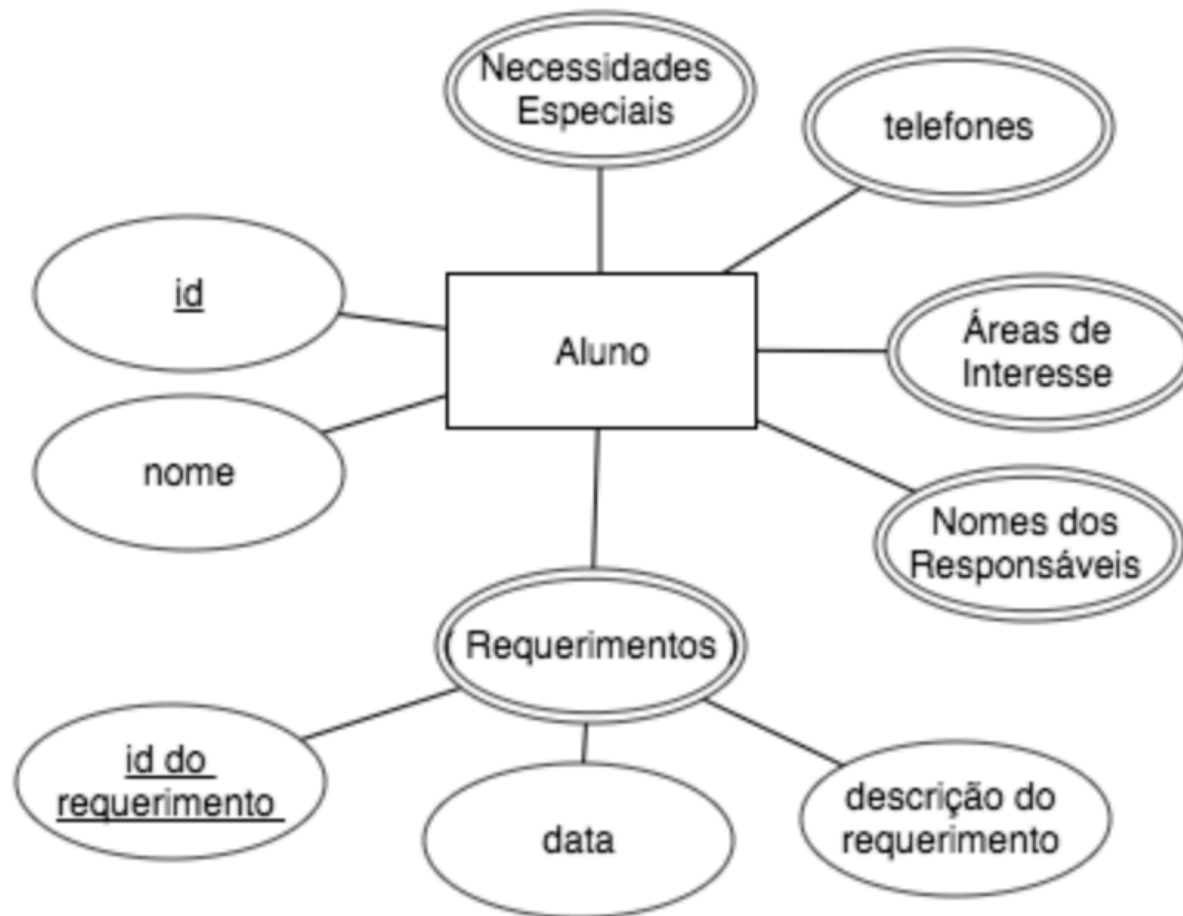 Necessidades
Especiais
telefones
id
Aluno
Áreas de
Interesse
nome
Nomes dos
Responsáveis
Requerimentos
id do
requerimento
data
descrição do
requerimento